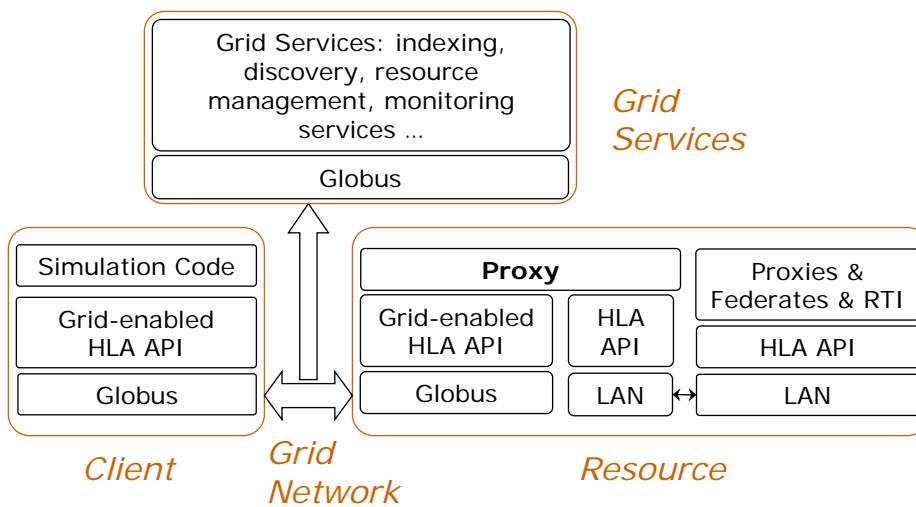 Grid Services: indexing,
discovery, resource
management, monitoring
services ...
Globus
Grid
Services
Simulation Code
Grid-enabled
HLA API
Globus
Client
Grid
Network
Proxy
Grid-enabled
HLA API
Globus
HLA
API
LAN
Proxies &
Federates & RTI
HLA API
LAN
Resource